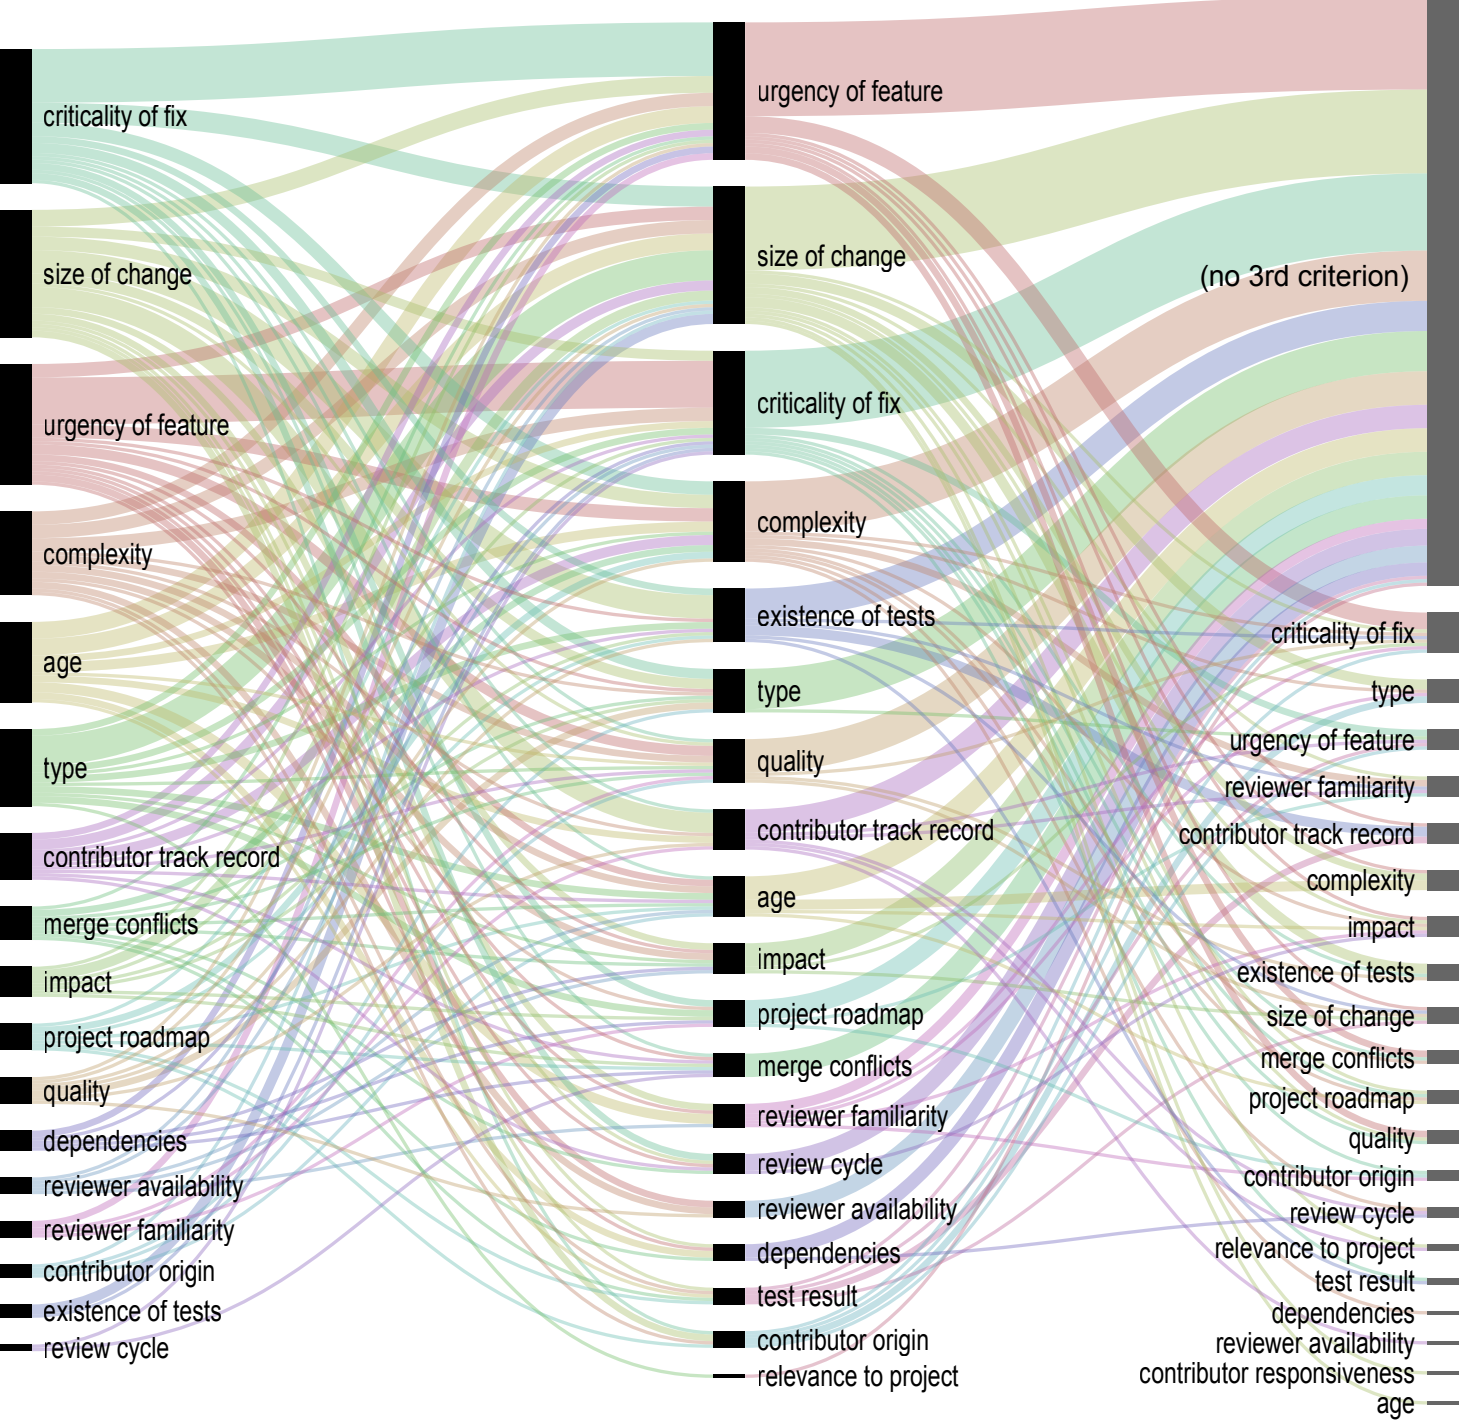 criticality of fix
size of change
urgency of feature
complexity
age
type
contributor track record
merge conflicts
impact
project roadmap
quality
dependencies
reviewer availability
reviewer familiarity
contributor origin
existence of tests
review cycle
urgency of feature
size of change
criticality of fix
complexity
existence of tests
type
quality
contributor track record
age
impact
project roadmap
merge conflicts
reviewer familiarity
review cycle
reviewer availability
dependencies
test result
contributor origin
relevance to project
(no 3rd criterion)
criticality of fix
type
urgency of feature
reviewer familiarity
contributor track record
complexity
impact
existence of tests
size of change
merge conflicts
project roadmap
quality
contributor origin
review cycle
relevance to project
test result
dependencies
reviewer availability
contributor responsiveness
age